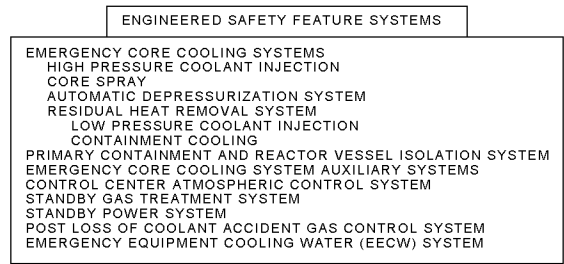 ENGINEERED SAFETY FEATURE SYSTEMS
EMERGENCY CORE COOLING SYSTEMS
HIGH PRESSURE COOLANT INJECTION
CORE SPRAY
AUTOMATIC DEPRESSURIZATION SYSTEM
RESIDUAL HEAT REMOVAL SYSTEM
LOW PRESSURE COOLANT INJECTION
CONTAINMENT COOLING
PRIMARY CONTAINMENT AND REACTOR VESSEL ISOLATION SYSTEM
EMERGENCY CORE COOLING SYSTEM AUXILIARY SYSTEMS
CONTROL CENTER ATMOSPHERIC CONTROL SYSTEM
STANDBY GAS TREATMENT SYSTEM
STANDBY POWER SYSTEM
POST LOSS OF COOLANT ACCIDENT GAS CONTROL SYSTEM
EMERGENCY EQUIPMENT COOLING WATER (EECW) SYSTEM